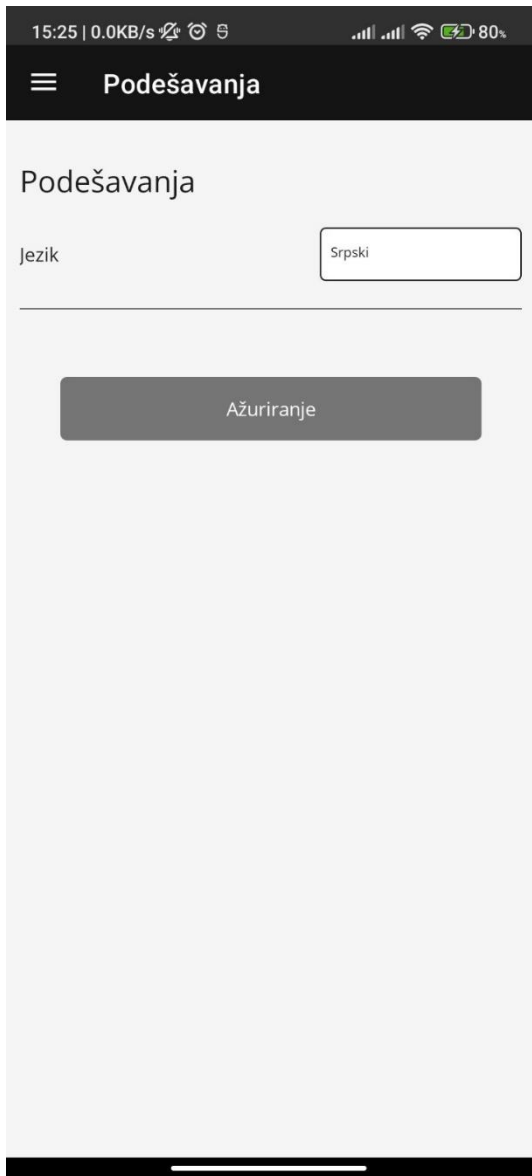 15:25 | 0.0KB/s 80%
Podešavanja
Podešavanja
Jezik Srpski
Ažuriranje